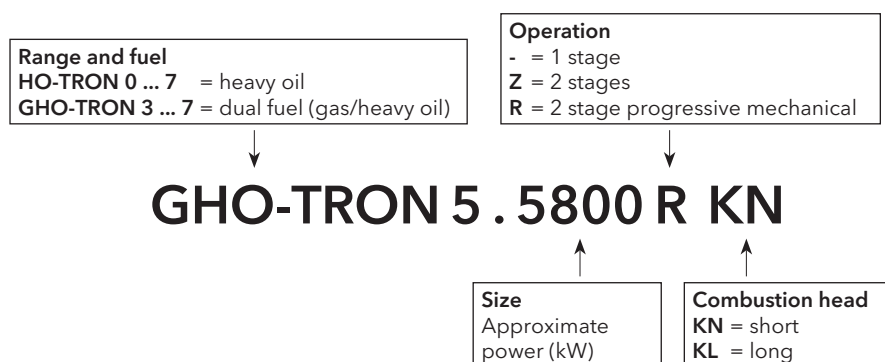 Range and fuel
HO-TRON 0 ... 7 = heavy oil
GHO-TRON 3 ... 7 = dual fuel (gas/heavy oil)
Operation
- = 1 stage
Z = 2 stages
R = 2 stage progressive mechanical
GHO-TRON 5 . 5800 R KN
Size
Approximate
power (kW)
Combustion head
KN = short
KL = long